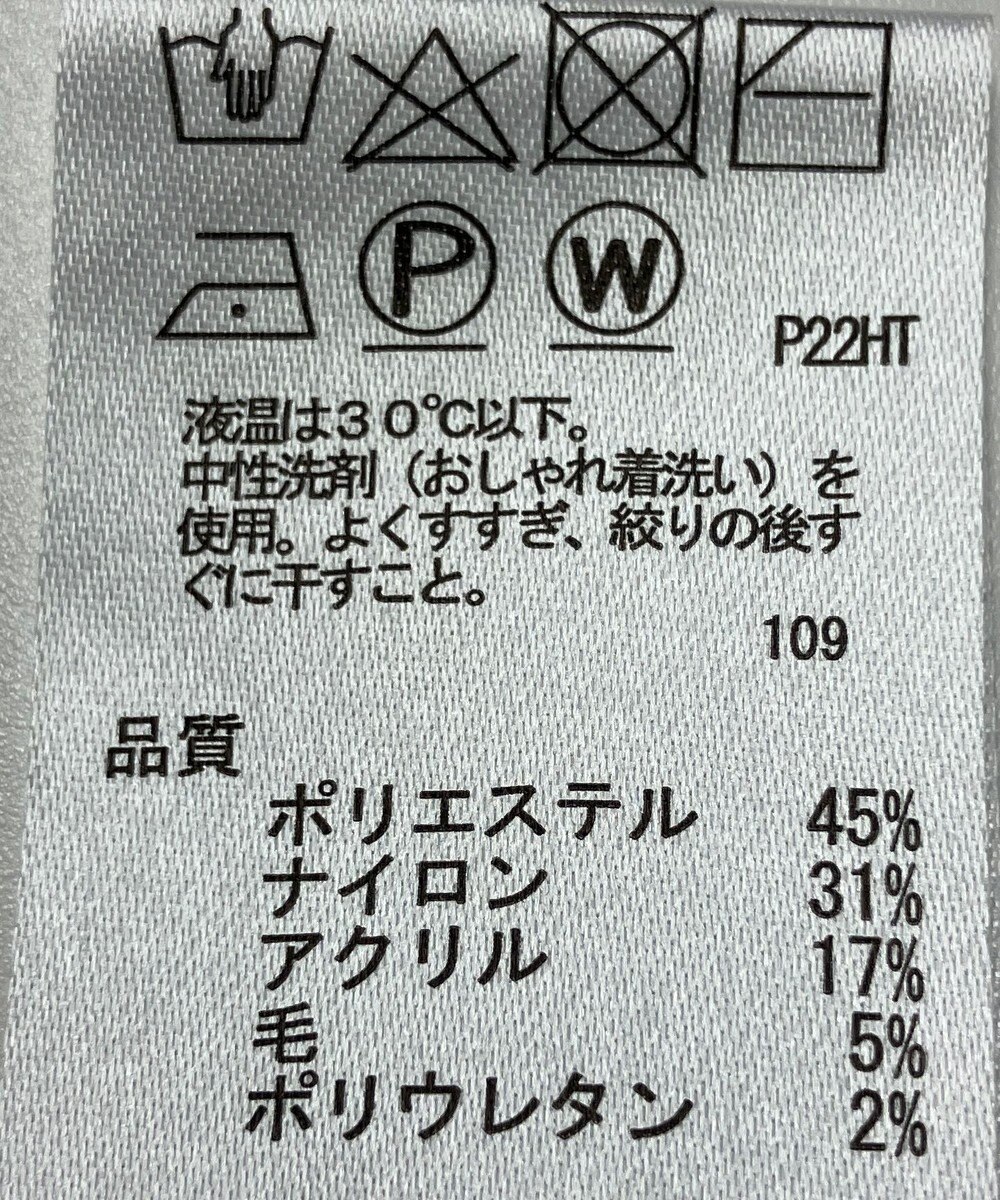 P W
P22HT
液温は３０℃以下。
中性洗剤（おしゃれ着洗い）を
使用。よくすすぎ、絞りの後す
ぐに干すこと。
109
品質
ポリエステル 45%
ナイロン 31%
アクリル 17%
毛 5%
ポリウレタン 2%